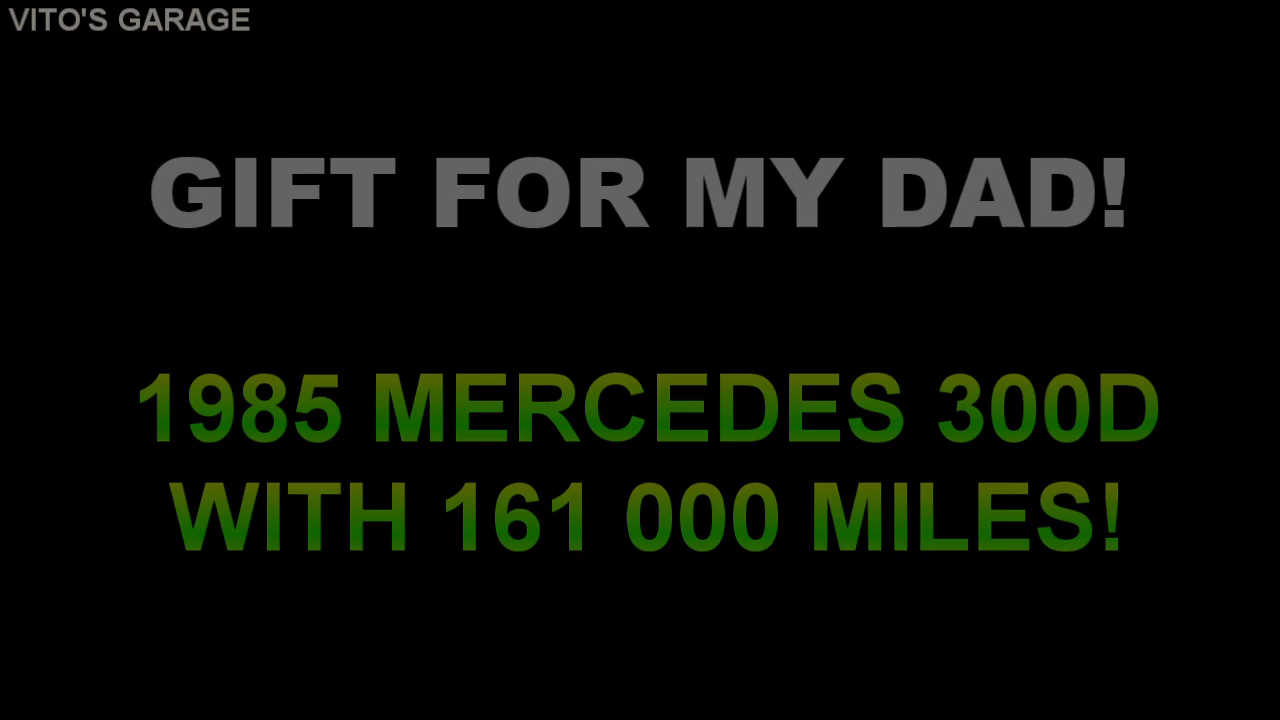 VITO'S GARAGE
GIFT FOR MY DAD!
1985 MERCEDES 300D
WITH 161 000 MILES!